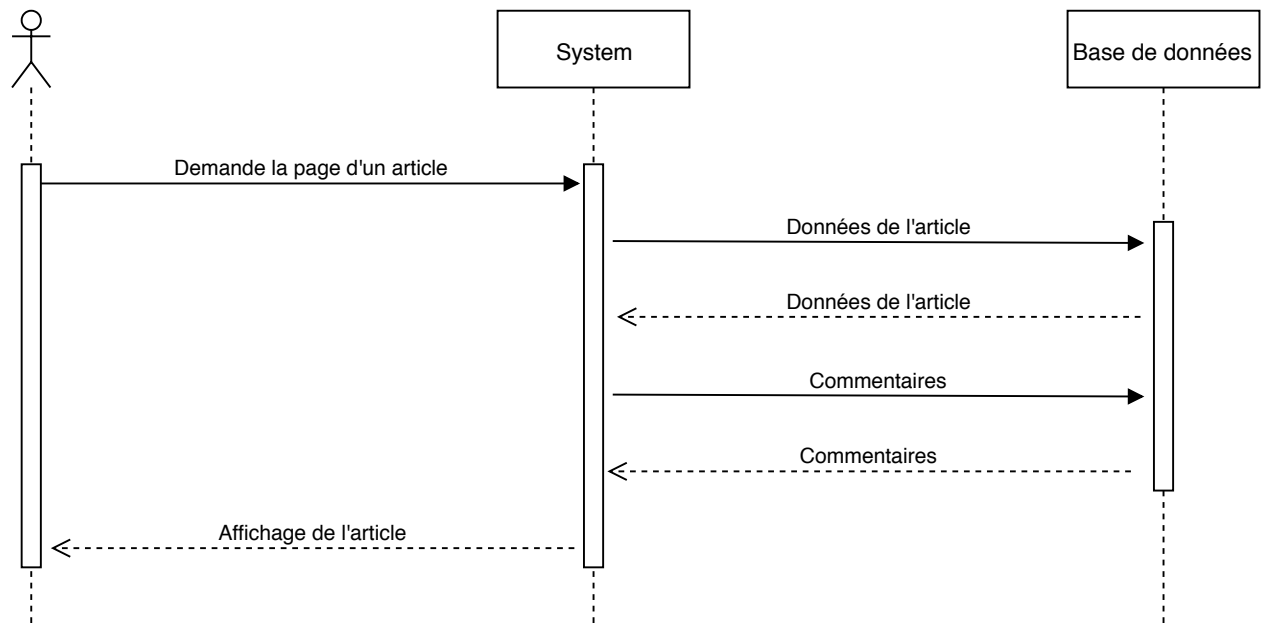 System
Base de données
Demande la page d'un article
Données de l'article
Données de l'article
Commentaires
Commentaires
Affichage de l'article